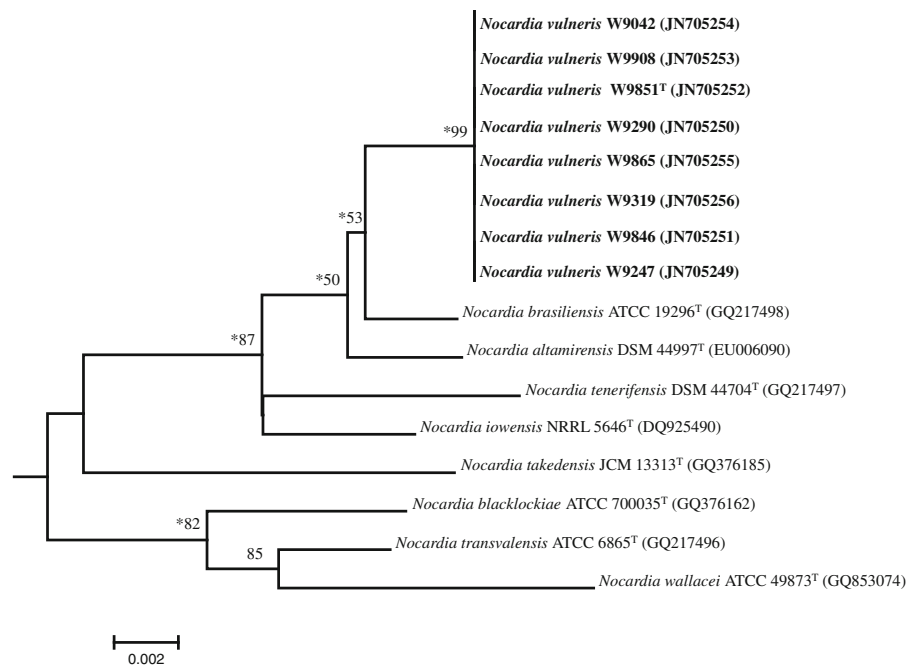 Nocardia vulneris W9042 (JN705254)
Nocardia vulneris W9908 (JN705253)
Nocardia vulneris W9851ᵀ (JN705252)
*99
Nocardia vulneris W9290 (JN705250)
Nocardia vulneris W9865 (JN705255)
Nocardia vulneris W9319 (JN705256)
*53
Nocardia vulneris W9846 (JN705251)
Nocardia vulneris W9247 (JN705249)
*50
Nocardia brasiliensis ATCC 19296ᵀ (GQ217498)
*87
Nocardia altamirensis DSM 44997ᵀ (EU006090)
Nocardia tenerifensis DSM 44704ᵀ (GQ217497)
Nocardia iowensis NRRL 5646ᵀ (DQ925490)
Nocardia takedensis JCM 13313ᵀ (GQ376185)
Nocardia blacklockiae ATCC 700035ᵀ (GQ376162)
*82
Nocardia transvalensis ATCC 6865ᵀ (GQ217496)
85
Nocardia wallacei ATCC 49873ᵀ (GQ853074)
0.002